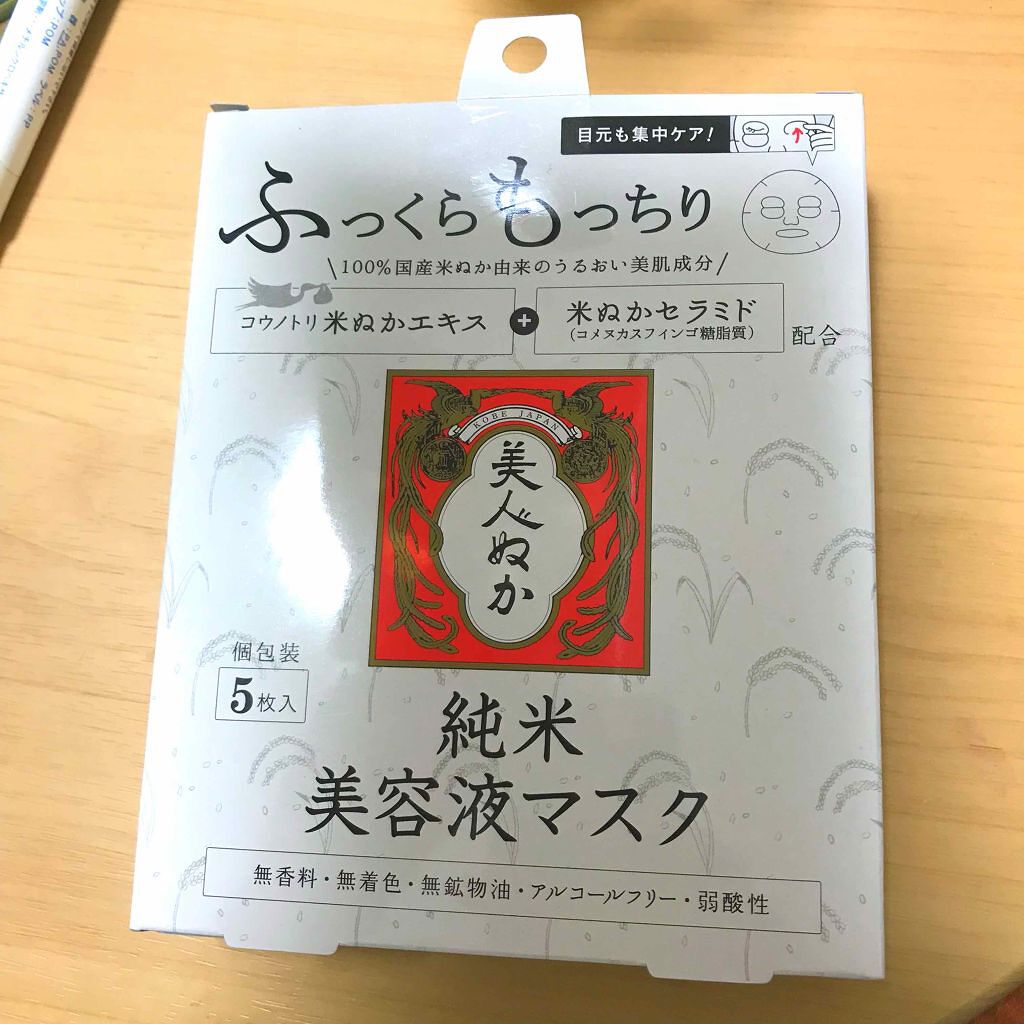 目元も集中ケア!
ふっくらもっちり
\100%国産米ぬか由来のうるおい美肌成分/
コウノトリ米ぬかエキス
+
米ぬかセラミド
(コメヌカスフィンゴ糖脂質)
配合
KOBE JAPAN
美人ぬか
個包装
5枚入
純米
美容液マスク
無香料・無着色・無鉱物油・アルコールフリー・弱酸性